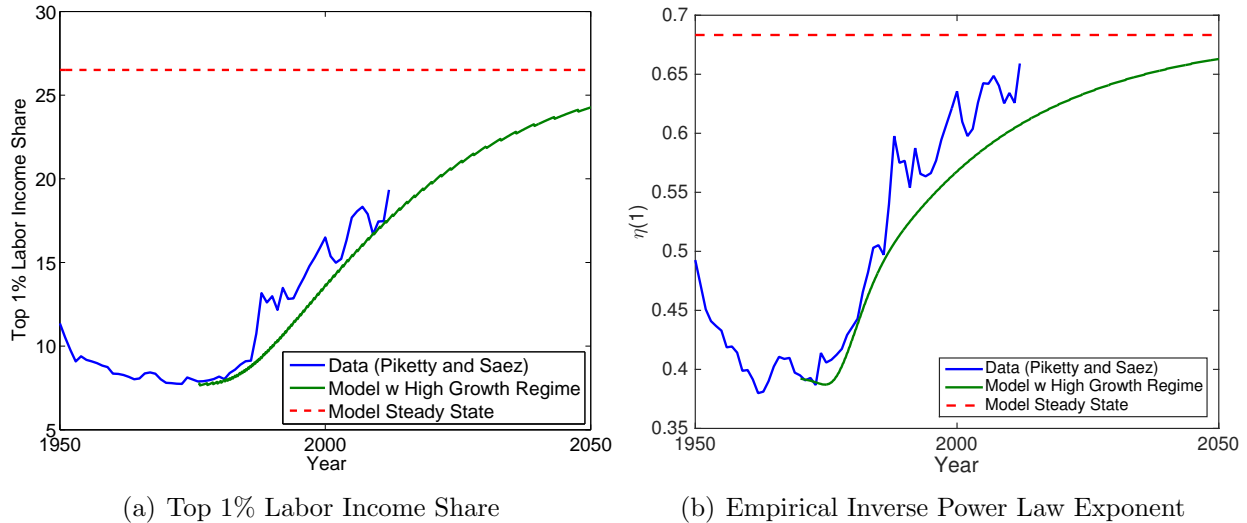 30
25
20
15
10
5
Top 1% Labor Income Share
1950
2000
2050
Year
Data (Piketty and Saez)
Model w High Growth Regime
Model Steady State
(a) Top 1% Labor Income Share
0.7
0.65
0.6
0.55
0.5
0.45
0.4
0.35
η(1)
1950
2000
2050
Year
Data (Piketty and Saez)
Model w High Growth Regime
Model Steady State
(b) Empirical Inverse Power Law Exponent